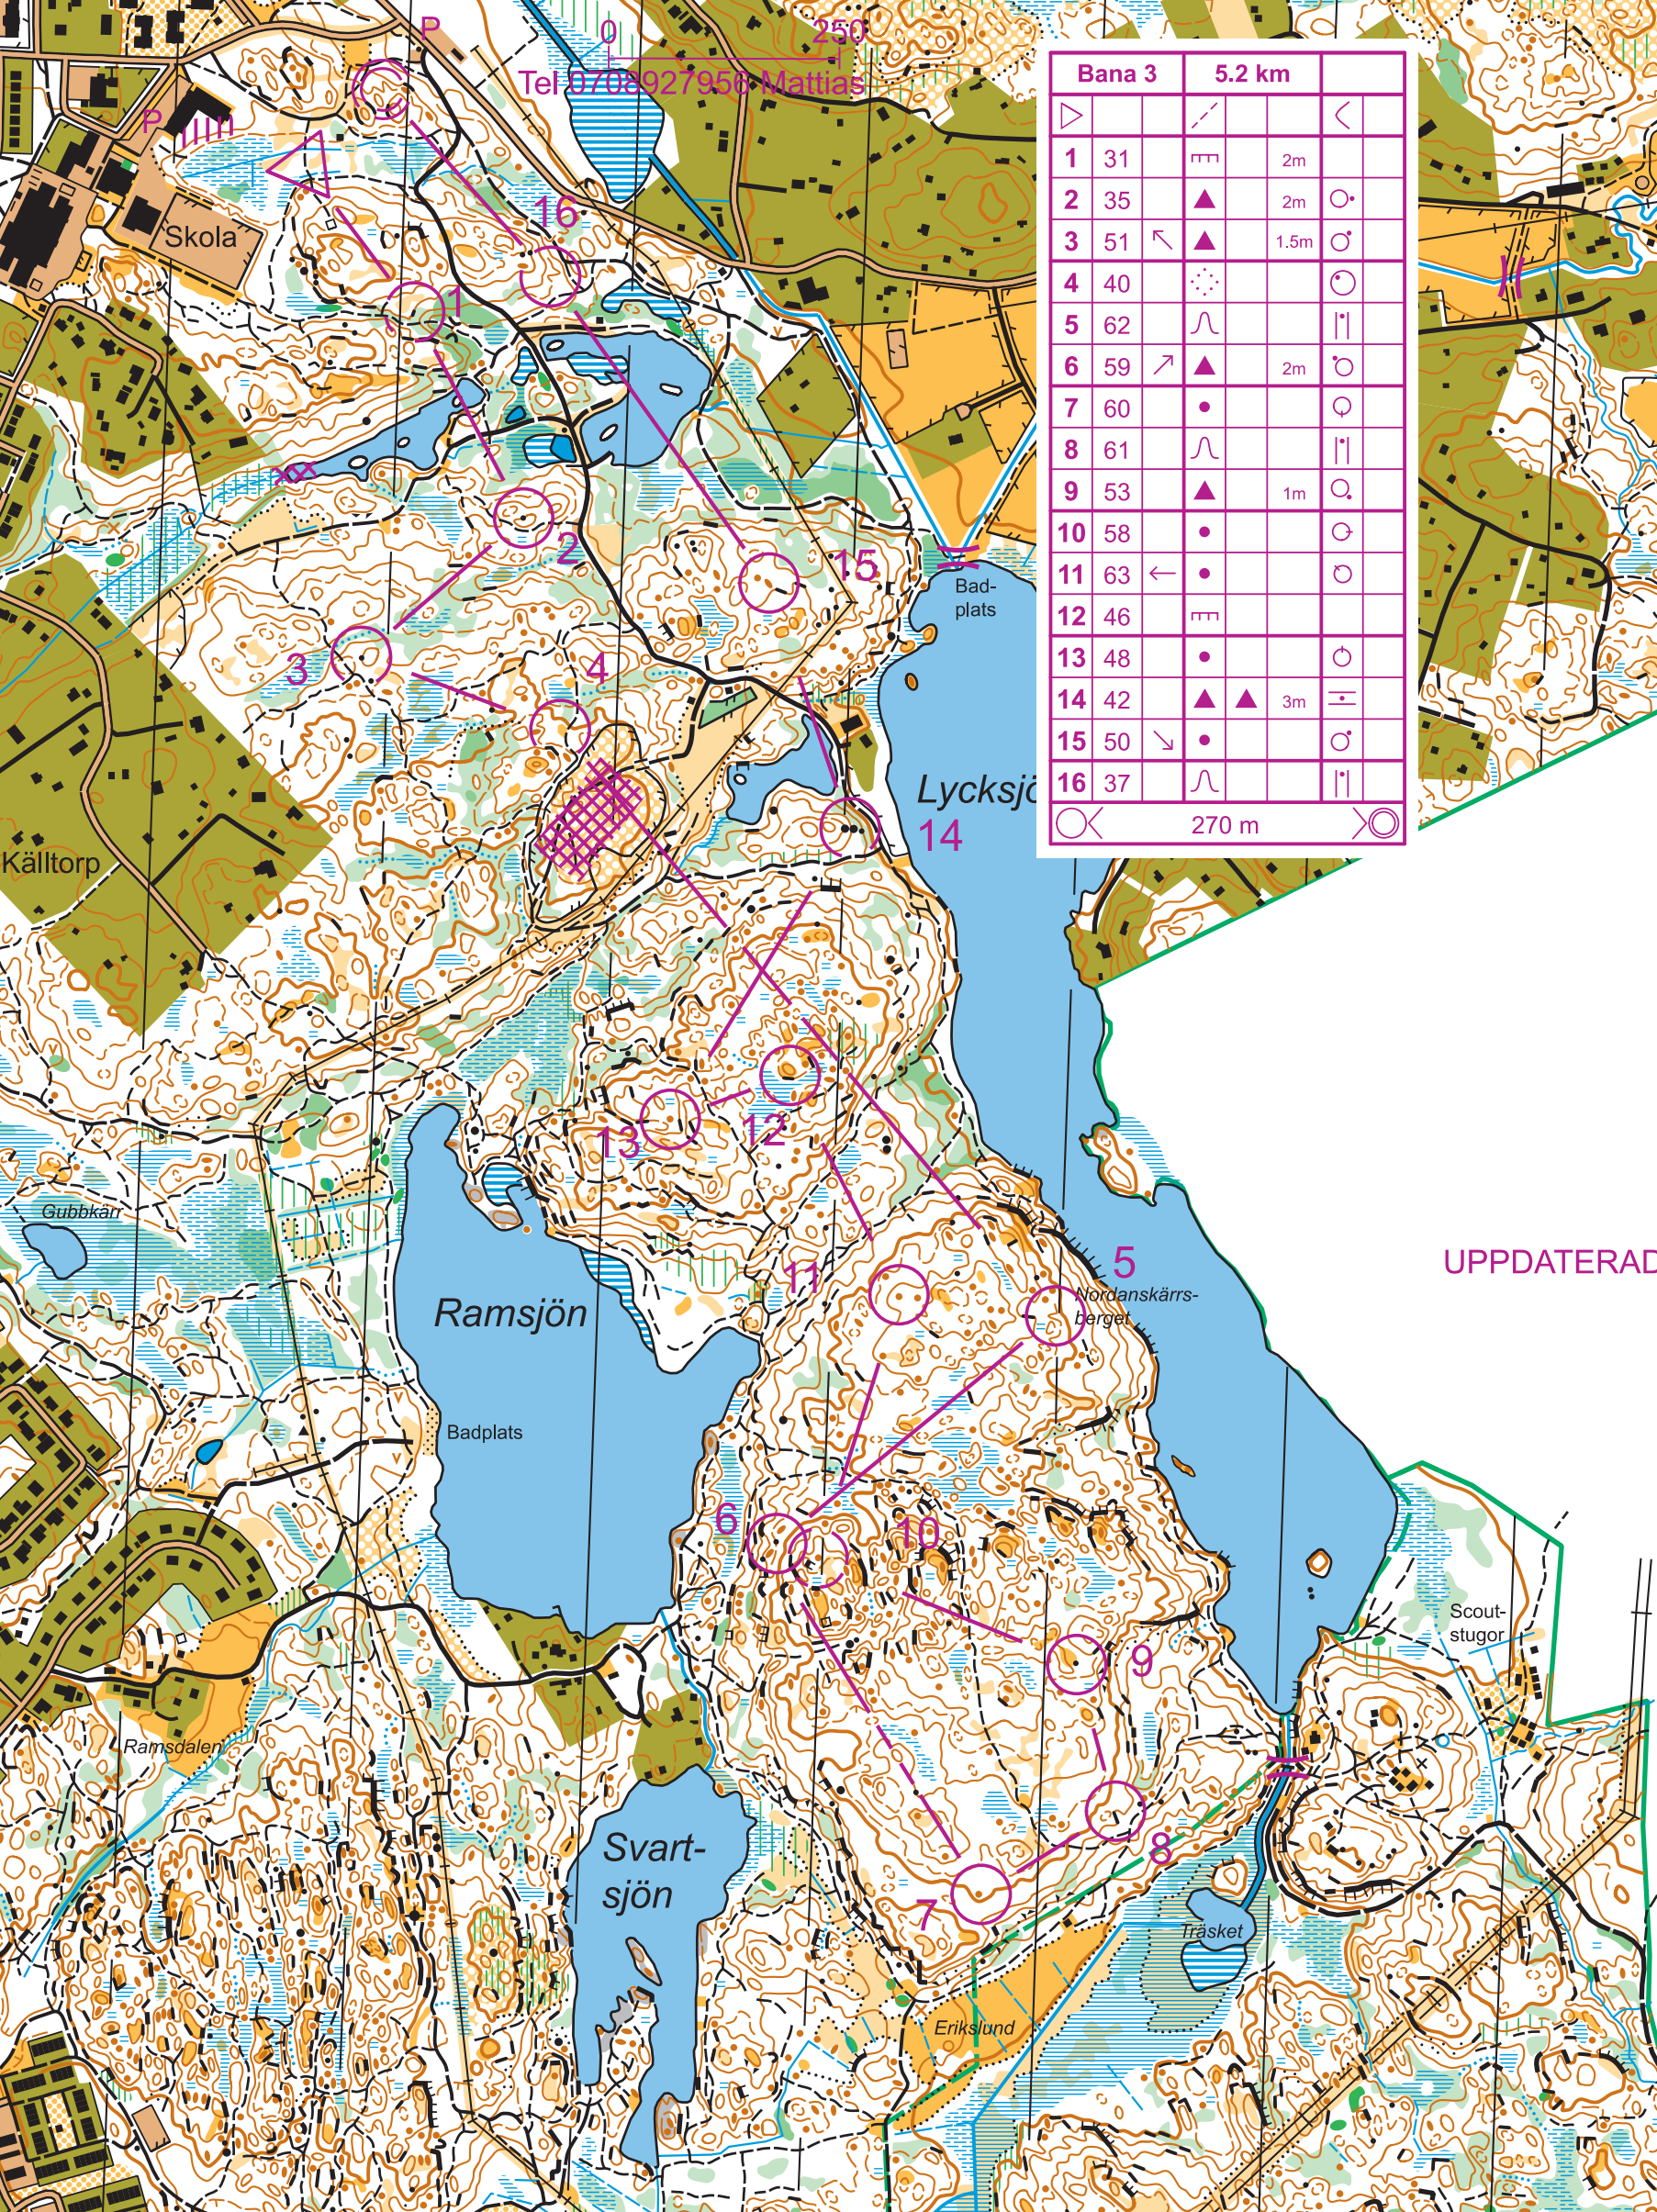 P
0 250
Tel 0708927956 Mattias
P
Skola
Bana 3 5.2 km
1 31 2m
2 35 2m
3 51 1.5m
4 40
5 62
6 59 2m
7 60
8 61
9 53 1m
10 58
11 63
12 46
13 48
14 42 3m
15 50
16 37
270 m
16
1
2
15
Bad-
plats
3
4
Lycksjö
14
Källtorp
12
13
Gubbkärr
5
11
Nordanskärrs-
berget
UPPDATERAD
Ramsjön
Badplats
6
10
Scout-
stugor
9
Ramsdalen
Svart-
sjön
8
7
Träsket
Erikslund